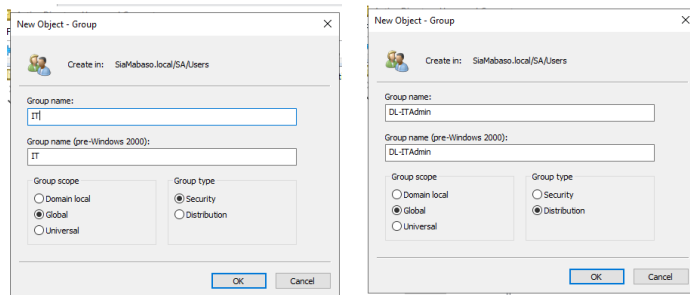 New Object - Group
Create in: SiaMabaso.local/SA/Users
Group name:
IT
Group name (pre-Windows 2000):
IT
Group scope
Group type
Domain local
Security
Global
Distribution
Universal
OK
Cancel
New Object - Group
Create in: SiaMabaso.local/SA/Users
Group name:
DL-ITAdmin
Group name (pre-Windows 2000):
DL-ITAdmin
Group scope
Group type
Domain local
Security
Global
Distribution
Universal
OK
Cancel